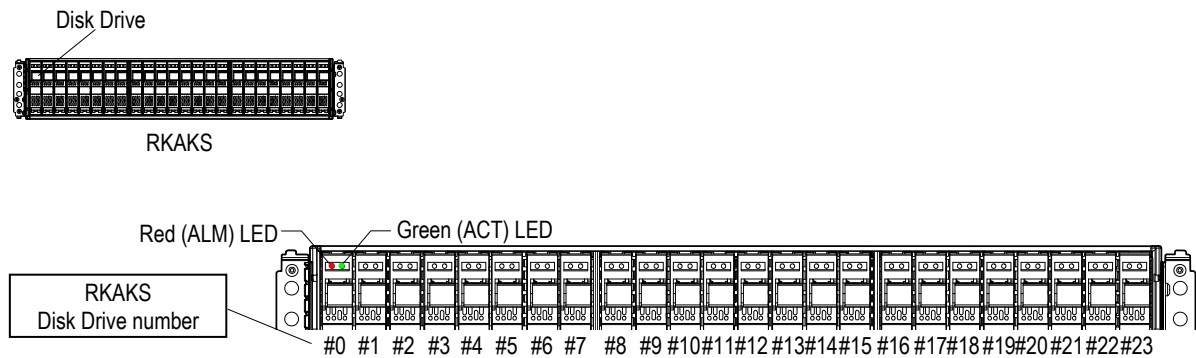 Disk Drive
RKAKS
Red (ALM) LED
Green (ACT) LED
RKAKS
Disk Drive number
#0 #1 #2 #3 #4 #5 #6 #7 #8 #9 #10 #11 #12 #13 #14 #15 #16 #17 #18 #19 #20 #21 #22 #23